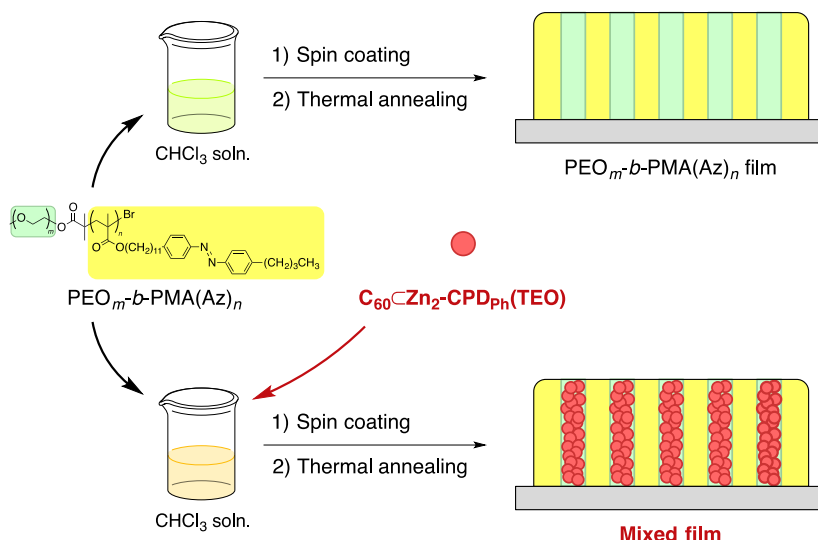 1) Spin coating
2) Thermal annealing
CHCl3 soln.
PEOm-b-PMA(Az)n film
O
m
O
O
n
Br
O
O(CH2)11
N
N
(CH2)3CH3
PEOm-b-PMA(Az)n
C60⊂Zn2-CPDPh(TEO)
1) Spin coating
2) Thermal annealing
CHCl3 soln.
Mixed film